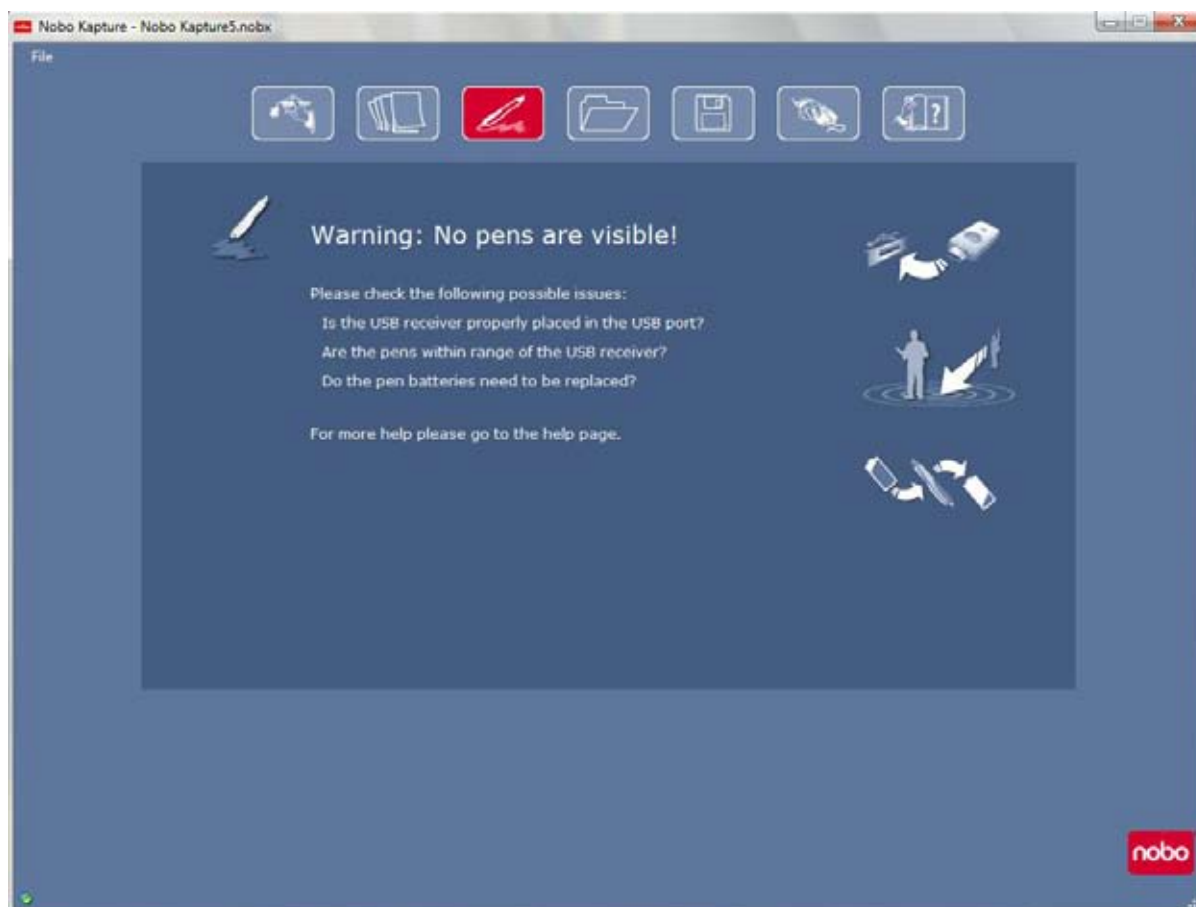 Nobo Kapture - Nobo Kapture5.nobx
File
?
Warning: No pens are visible!
Please check the following possible issues:
Is the USB receiver properly placed in the USB port?
Are the pens within range of the USB receiver?
Do the pen batteries need to be replaced?
For more help please go to the help page.
nobo